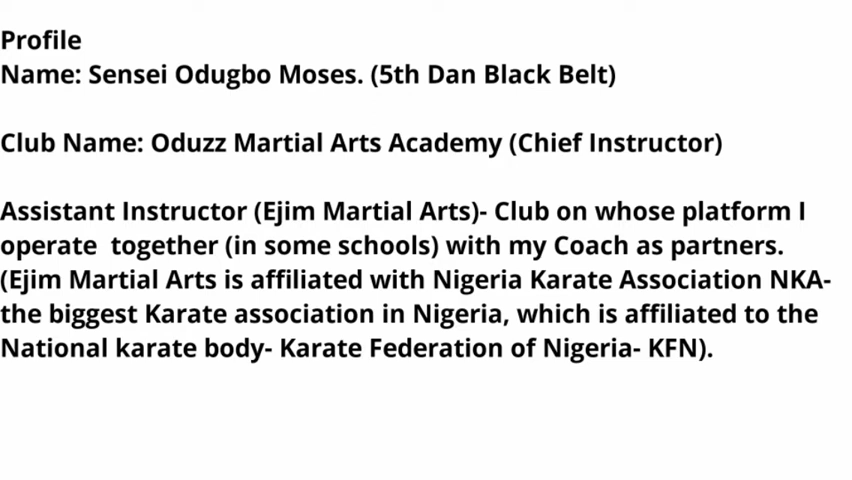 Profile
Name: Sensei Odugbo Moses. (5th Dan Black Belt)
Club Name: Oduzz Martial Arts Academy (Chief Instructor)
Assistant Instructor (Ejim Martial Arts)- Club on whose platform I
operate  together (in some schools) with my Coach as partners.
(Ejim Martial Arts is affiliated with Nigeria Karate Association NKA-
the biggest Karate association in Nigeria, which is affiliated to the
National karate body- Karate Federation of Nigeria- KFN).